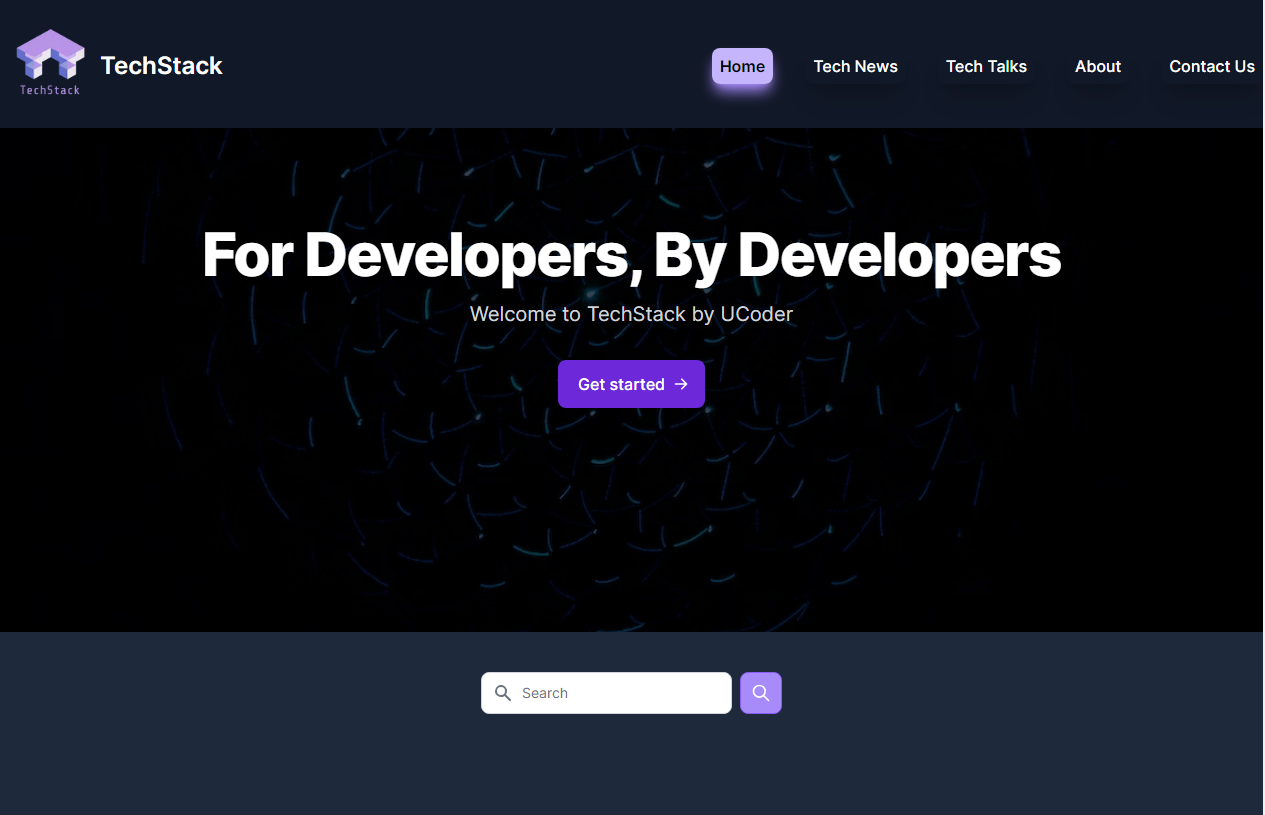 TechStack
TechStack
Home
Tech News
Tech Talks
About
Contact Us
For Developers, By Developers
Welcome to TechStack by UCoder
Get started
Search